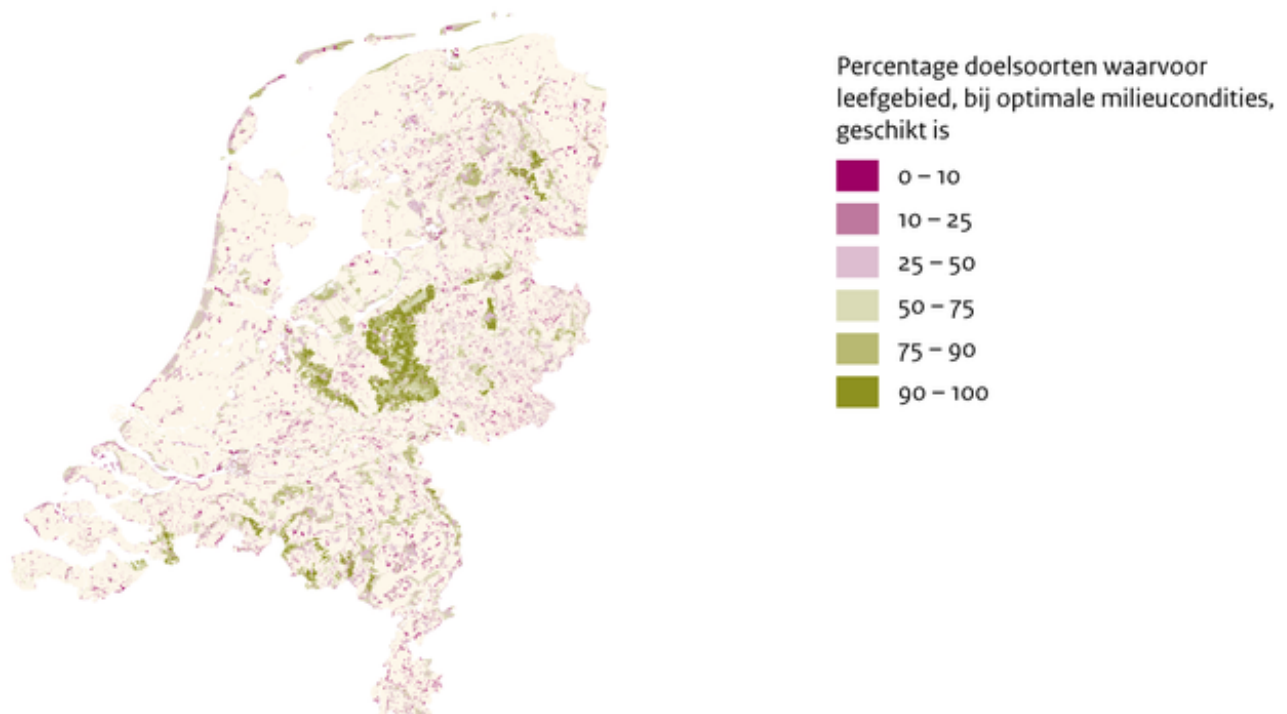 Percentage doelsoorten waarvoor
leefgebied, bij optimale milieucondities,
geschikt is
0 – 10
10 – 25
25 – 50
50 – 75
75 – 90
90 – 100